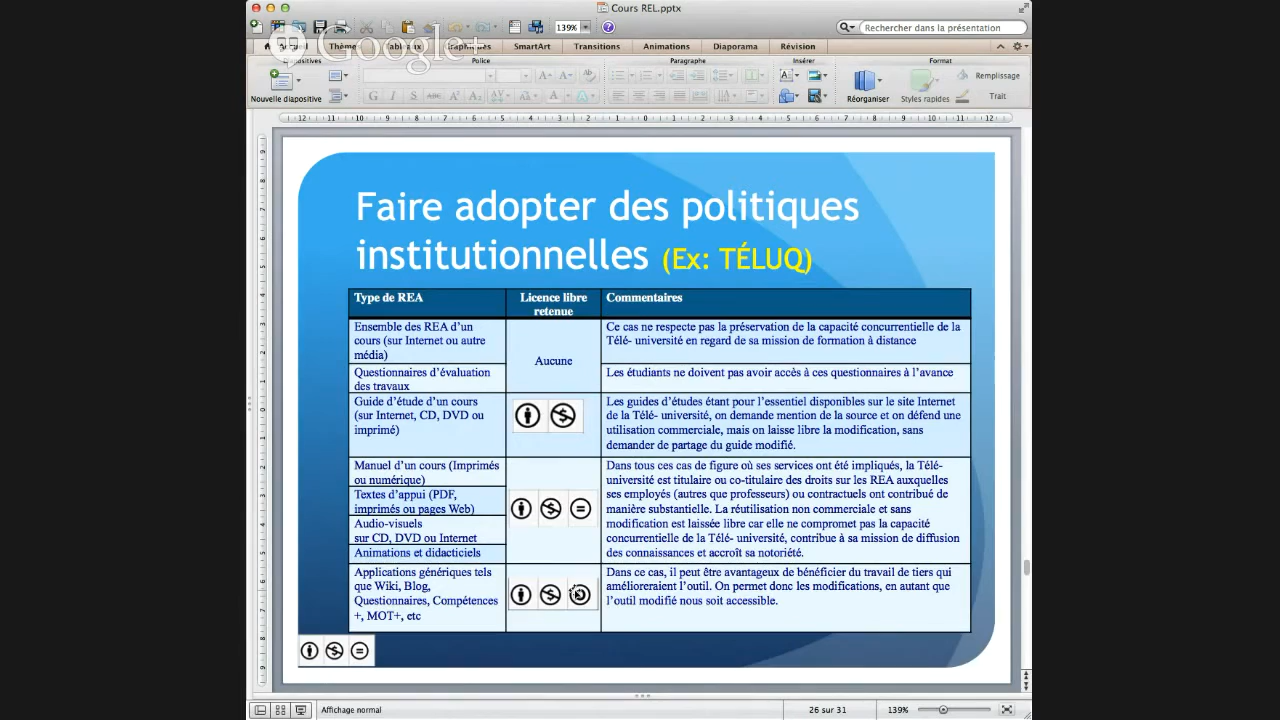 Cours REL.pptx
139%
Rechercher dans la présentation
Google+
Accueil Thèmes Tableaux Graphiques SmartArt Transitions Animations Diaporama Révision
Diapositives Police Paragraphe Insérer Format
Nouvelle diapositive
Réorganiser
Styles rapides
Remplissage
Trait
Faire adopter des politiques
institutionnelles (Ex: TÉLUQ)
Type de REA
Licence libre
retenue
Commentaires
Ensemble des REA d’un
cours (sur Internet ou autre
média)
Aucune
Ce cas ne respecte pas la préservation de la capacité concurrentielle de la
Télé- université en regard de sa mission de formation à distance
Questionnaires d’évaluation
des travaux
Les étudiants ne doivent pas avoir accès à ces questionnaires à l’avance
Guide d’étude d’un cours
(sur Internet, CD, DVD ou
imprimé)
Les guides d’études étant pour l’essentiel disponibles sur le site Internet
de la Télé- université, on demande mention de la source et on défend une
utilisation commerciale, mais on laisse libre la modification, sans
demander de partage du guide modifié.
Manuel d’un cours (Imprimés
ou numérique)
Textes d’appui (PDF,
imprimés ou pages Web)
Audio-visuels
sur CD, DVD ou Internet
Animations et didacticiels
Dans tous ces cas de figure où ses services ont été impliqués, la Télé-
université est titulaire ou co-titulaire des droits sur les REA auxquelles
ses employés (autres que professeurs) ou contractuels ont contribué de
manière substantielle. La réutilisation non commerciale et sans
modification est laissée libre car elle ne compromet pas la capacité
concurrentielle de la Télé- université, contribue à sa mission de diffusion
des connaissances et accroît sa notoriété.
Applications génériques tels
que Wiki, Blog,
Questionnaires, Compétences
+, MOT+, etc
Dans ce cas, il peut être avantageux de bénéficier du travail de tiers qui
amélioreraient l’outil. On permet donc les modifications, en autant que
l’outil modifié nous soit accessible.
Affichage normal
26 sur 31
139%